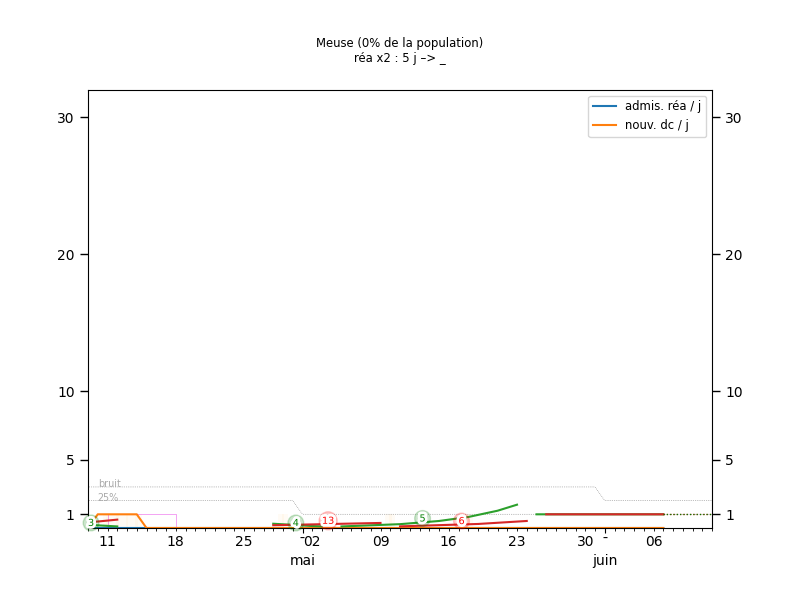 Meuse (0% de la population)
réa x2 : 5 j –> _
admis. réa / j
nouv. dc / j
30 30
20 20
10 10
5 5
bruit
25%
1 1
3 4 13 5 6
11 18 25 02 09 16 23 30 06
mai juin